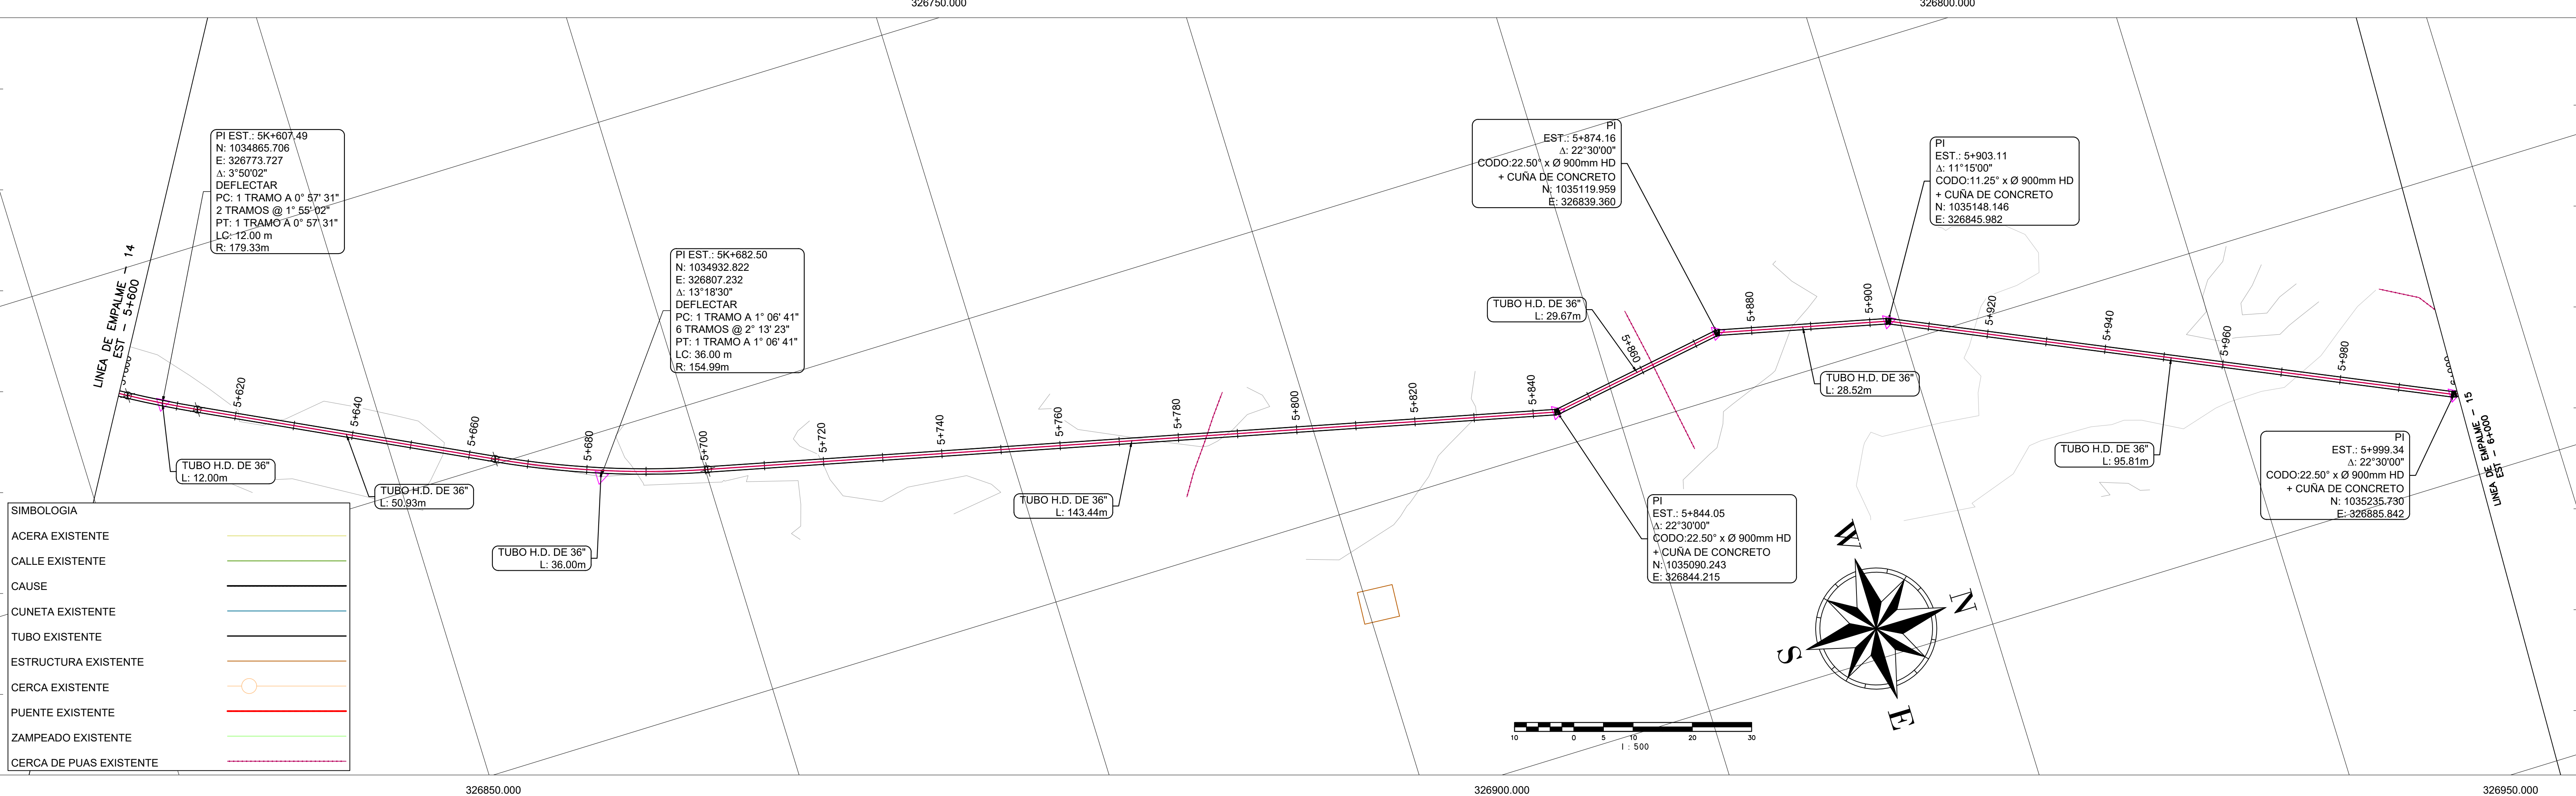 326750.000
326800.000
LINEA DE EMPALME - 14
EST - 5+600
PI EST.: 5K+607.49
N: 1034865.706
E: 326773.727
Δ: 3°50'02"
DEFLECTAR
PC: 1 TRAMO A 0° 57' 31"
2 TRAMOS @ 1° 55' 02"
PT: 1 TRAMO A 0° 57' 31"
LC: 12.00 m
R: 179.33m
PI EST.: 5K+682.50
N: 1034932.822
E: 326807.232
Δ: 13°18'30"
DEFLECTAR
PC: 1 TRAMO A 1° 06' 41"
6 TRAMOS @ 2° 13' 23"
PT: 1 TRAMO A 1° 06' 41"
LC: 36.00 m
R: 154.99m
PI
EST.: 5+874.16
Δ: 22°30'00"
CODO:22.50° x Ø 900mm HD
+ CUÑA DE CONCRETO
N: 1035119.959
E: 326839.360
PI
EST.: 5+903.11
Δ: 11°15'00"
CODO:11.25° x Ø 900mm HD
+ CUÑA DE CONCRETO
N: 1035148.146
E: 326845.982
TUBO H.D. DE 36"
L: 29.67m
5+620
5+640
5+660
5+680
5+700
5+720
5+740
5+760
5+780
5+800
5+820
5+840
5+860
5+880
5+900
5+920
5+940
5+960
5+980
TUBO H.D. DE 36"
L: 12.00m
TUBO H.D. DE 36"
L: 50.93m
TUBO H.D. DE 36"
L: 36.00m
TUBO H.D. DE 36"
L: 143.44m
TUBO H.D. DE 36"
L: 28.52m
TUBO H.D. DE 36"
L: 95.81m
PI
EST.: 5+844.05
Δ: 22°30'00"
CODO:22.50° x Ø 900mm HD
+ CUÑA DE CONCRETO
N: 1035090.243
E: 326844.215
PI
EST.: 5+999.34
Δ: 22°30'00"
CODO:22.50° x Ø 900mm HD
+ CUÑA DE CONCRETO
N: 1035235.730
E: 326885.842
LINEA DE EMPALME - 15
EST - 6+000
SIMBOLOGIA
ACERA EXISTENTE
CALLE EXISTENTE
CAUSE
CUNETA EXISTENTE
TUBO EXISTENTE
ESTRUCTURA EXISTENTE
CERCA EXISTENTE
PUENTE EXISTENTE
ZAMPEADO EXISTENTE
CERCA DE PUAS EXISTENTE
W
N
S
E
10 0 5 10 20 30
1 : 500
326850.000
326900.000
326950.000